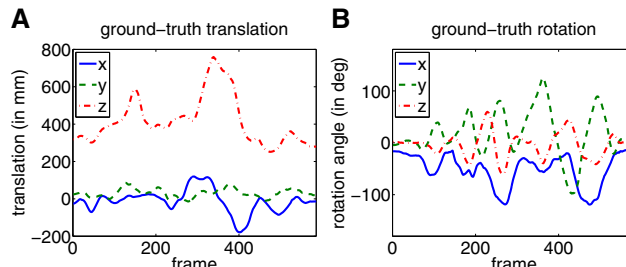 A
ground-truth translation
translation (in mm)
800
600
400
200
0
-200
x
y
z
0
200
400
frame
B
ground-truth rotation
rotation angle (in deg)
100
0
-100
x
y
z
0
200
400
frame